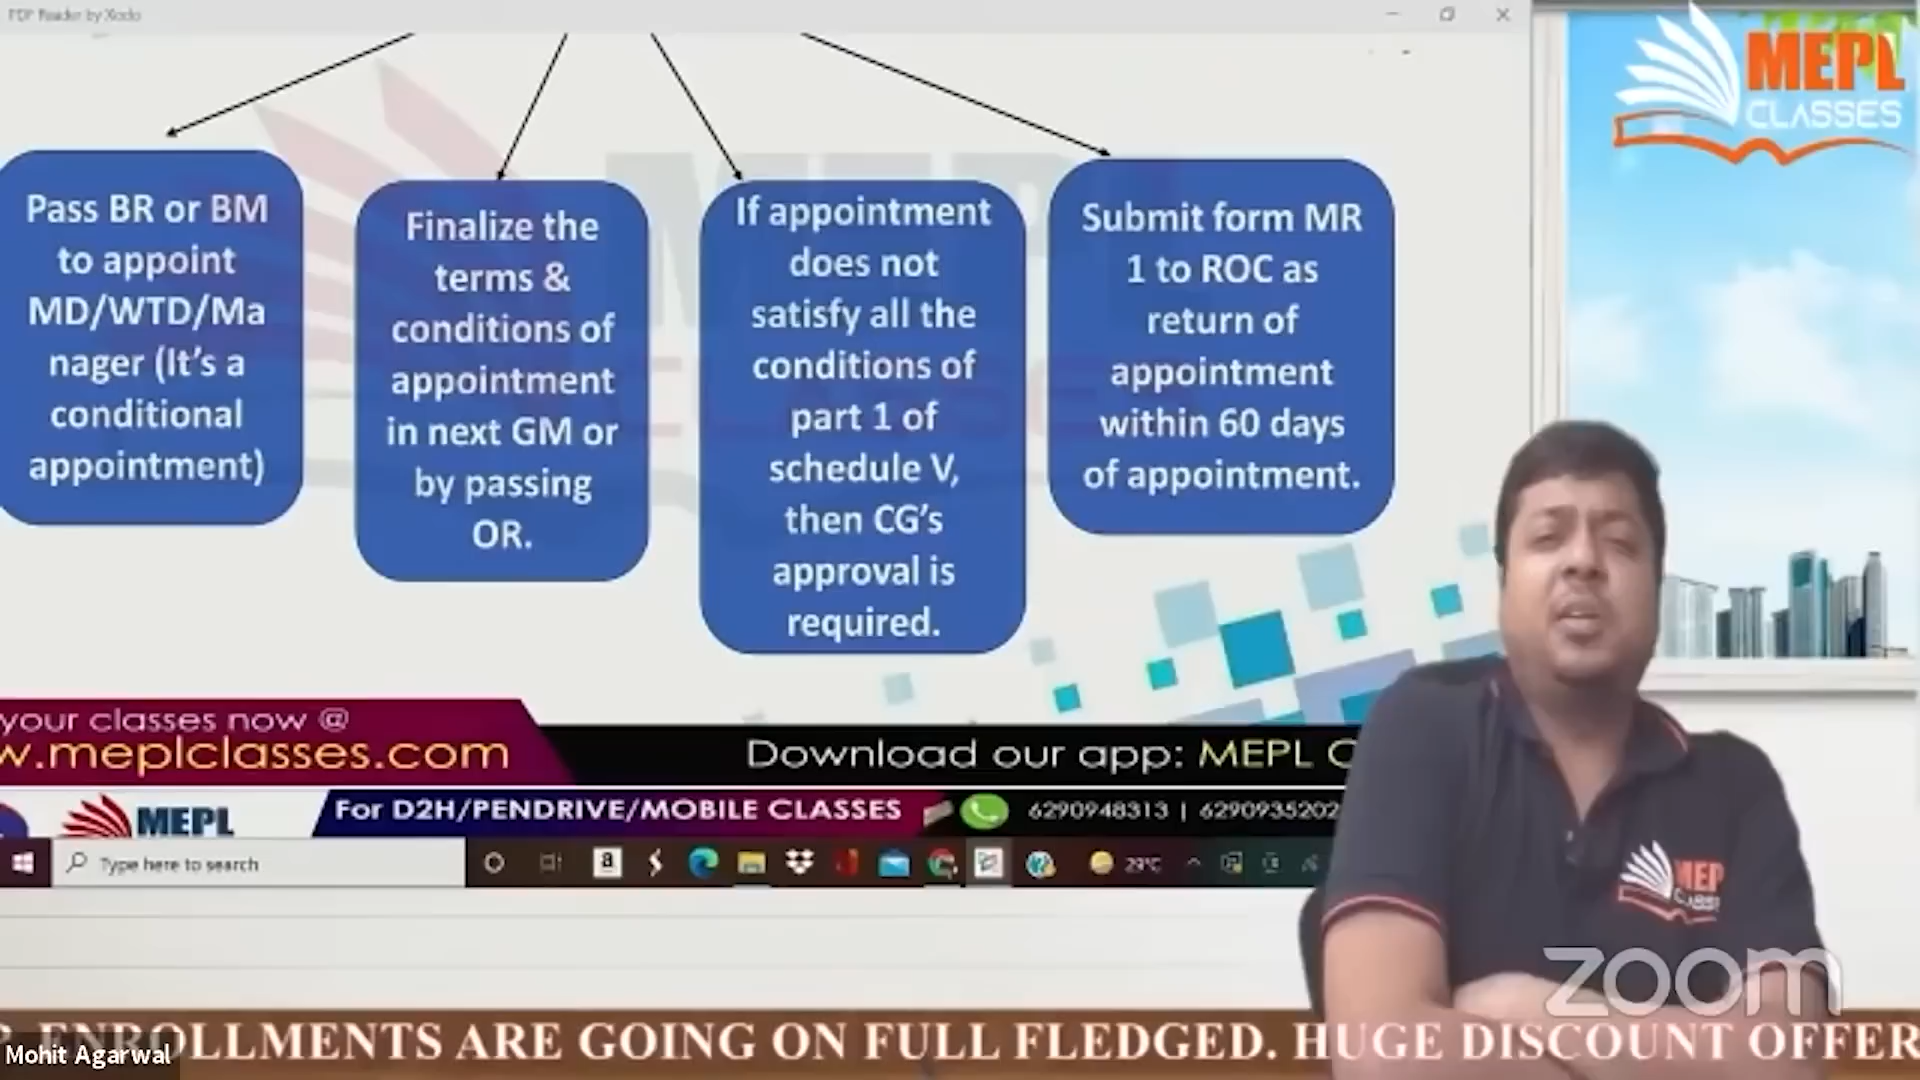 PDF Reader by Xodo
MEPL
CLASSES
Pass BR or BM
to appoint
MD/WTD/Ma
nager (It's a
conditional
appointment)
Finalize the
terms &
conditions of
appointment
in next GM or
by passing
OR.
If appointment
does not
satisfy all the
conditions of
part 1 of
schedule V,
then CG's
approval is
required.
Submit form MR
1 to ROC as
return of
appointment
within 60 days
of appointment.
your classes now @
w.meplclasses.com
Download our app: MEPL C
MEPL
For D2H/PENDRIVE/MOBILE CLASSES
6290948313 | 6290935202
Type here to search
29°C
MEP
zoom
ENROLLMENTS ARE GOING ON FULL FLEDGED. HUGE DISCOUNT OFFER
Mohit Agarwal